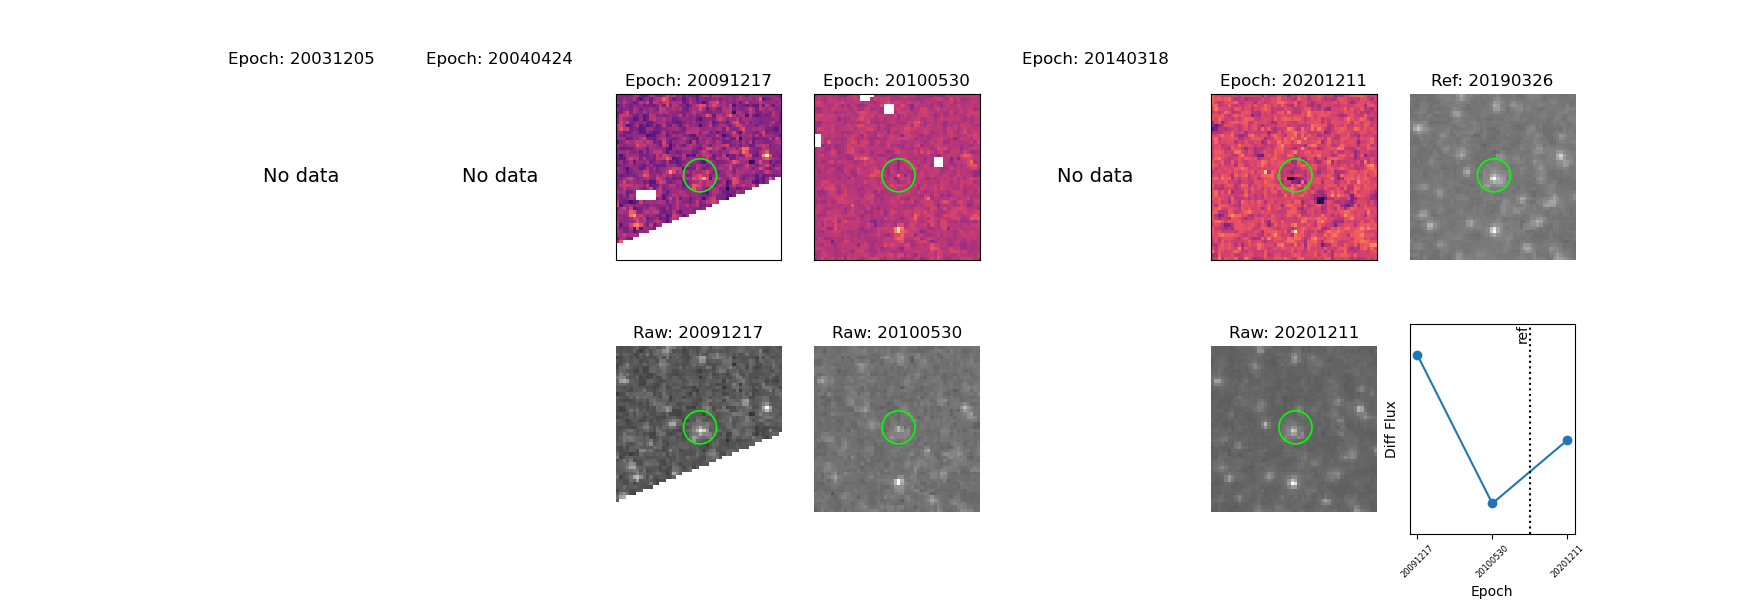 Epoch: 20031205
Epoch: 20040424
Epoch: 20140318
Epoch: 20091217
Epoch: 20100530
Epoch: 20201211
Ref: 20190326
No data
No data
No data
Raw: 20091217
Raw: 20100530
Raw: 20201211
ref
Diff Flux
20091217
20100530
20201211
Epoch